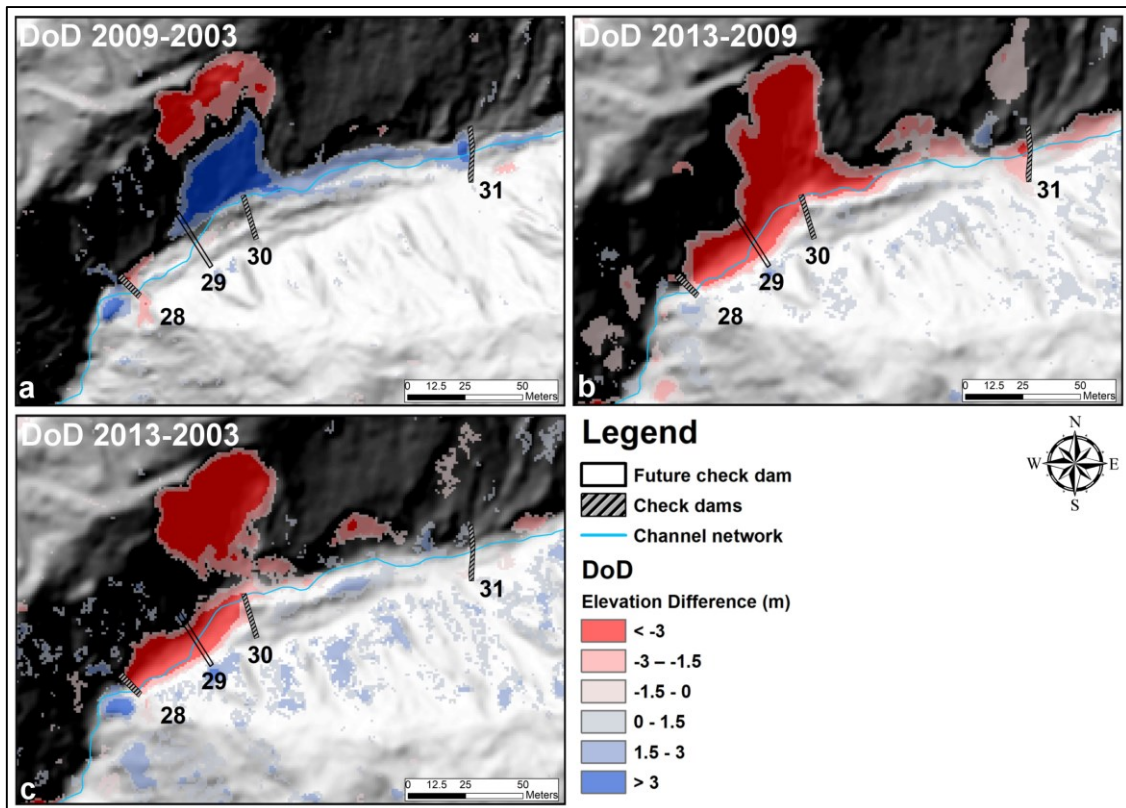 DoD 2009-2003
31
30
29
28
a
0 12.5 25 50
Meters
DoD 2013-2009
31
30
29
28
b
0 12.5 25 50
Meters
DoD 2013-2003
31
30
29
28
c
0 12.5 25 50
Meters
Legend
Future check dam
Check dams
Channel network
DoD
Elevation Difference (m)
< -3
-3 – -1.5
-1.5 - 0
0 - 1.5
1.5 - 3
> 3
N
W E
S